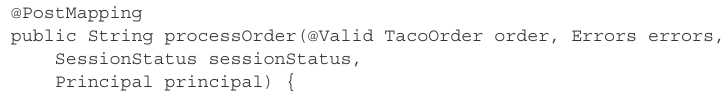 @PostMapping
public String processOrder(@Valid TacoOrder order, Errors errors,
    SessionStatus sessionStatus,
    Principal principal) {